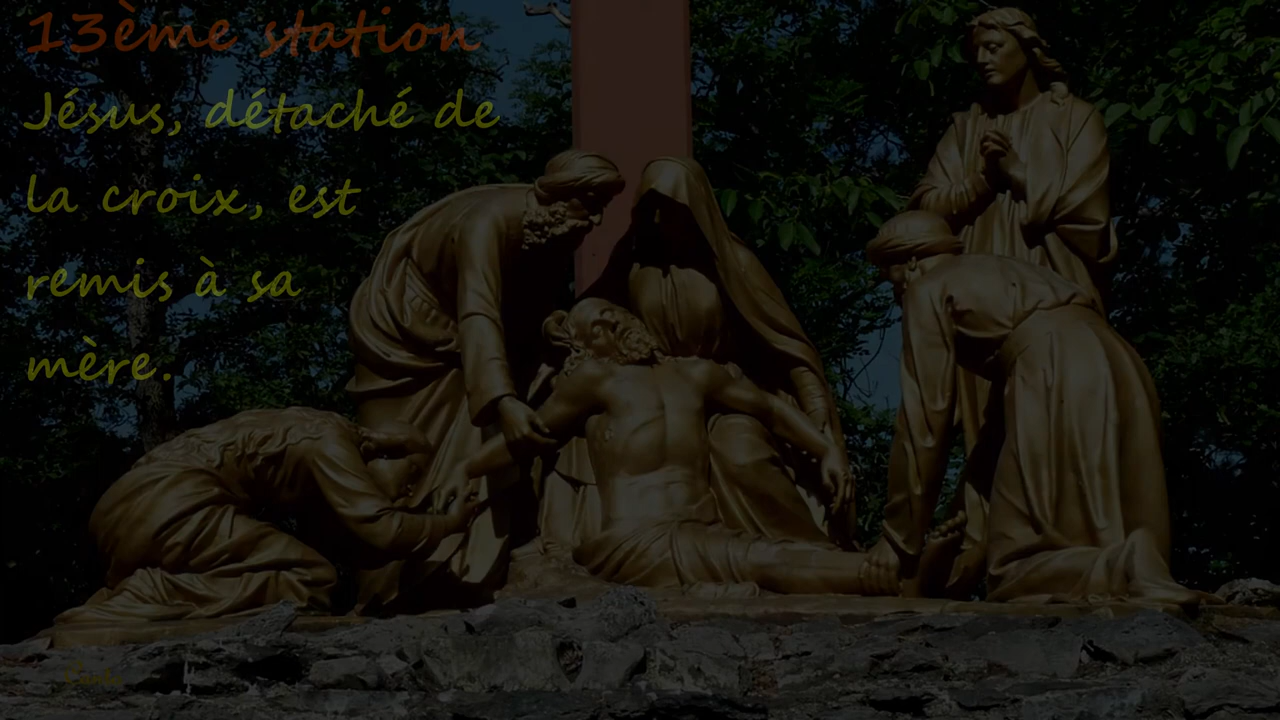 13ème station
Jésus, détaché de
la croix, est
remis à sa
mère.